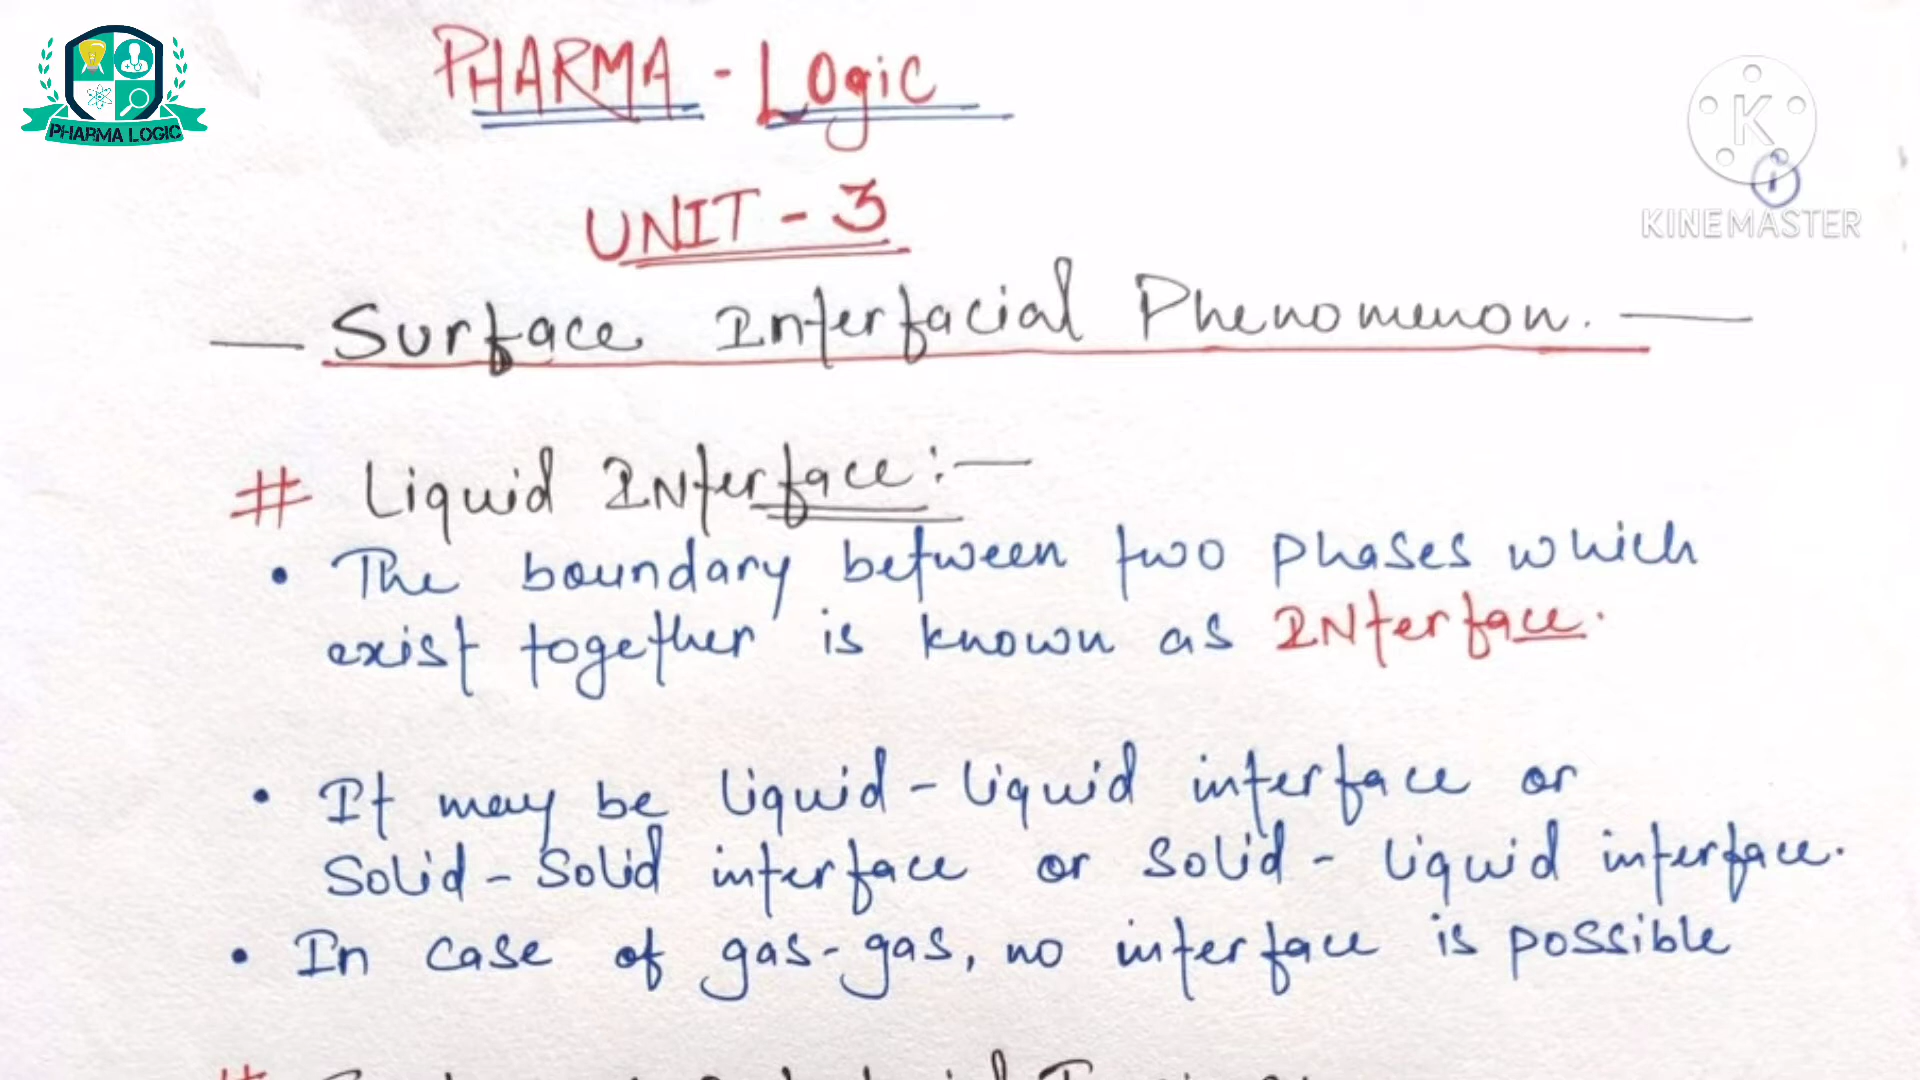 PHARMA LOGIC
PHARMA - Logic
K
1
KINEMASTER
UNIT - 3
— Surface Interfacial Phenomenon. —
# Liquid INterface:—
• The boundary between two phases which
exist together is known as INterface.
• It may be liquid-liquid interface or
Solid-Solid interface or Solid-liquid interface.
• In case of gas-gas, no interface is possible